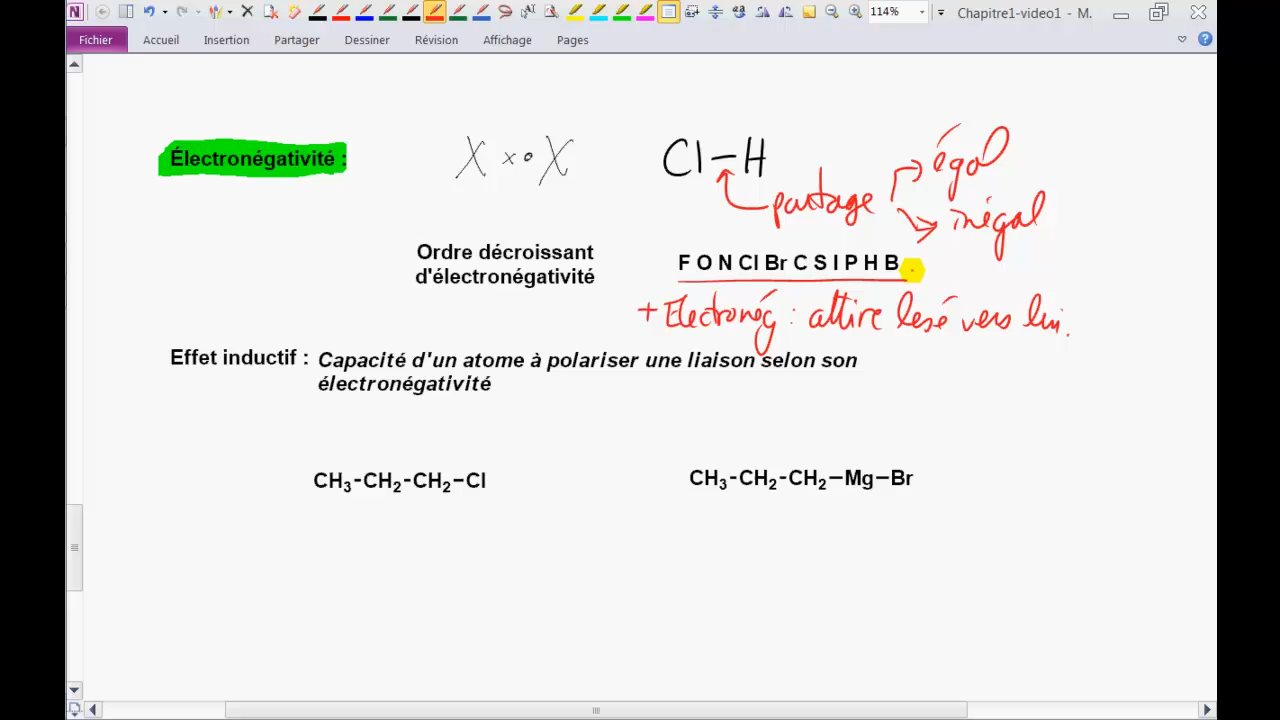 114%
Chapitre1-video1 - M.
Fichier Accueil Insertion Partager Dessiner Révision Affichage Pages
Électronégativité :
X x o X
Cl-H
partage
égal
inégal
Ordre décroissant
d'électronégativité
F O N Cl Br C S I P H B
+ Electronég : attire les é vers lui.
Effet inductif : Capacité d'un atome à polariser une liaison selon son
électronégativité
CH3-CH2-CH2-Cl
CH3-CH2-CH2-Mg-Br